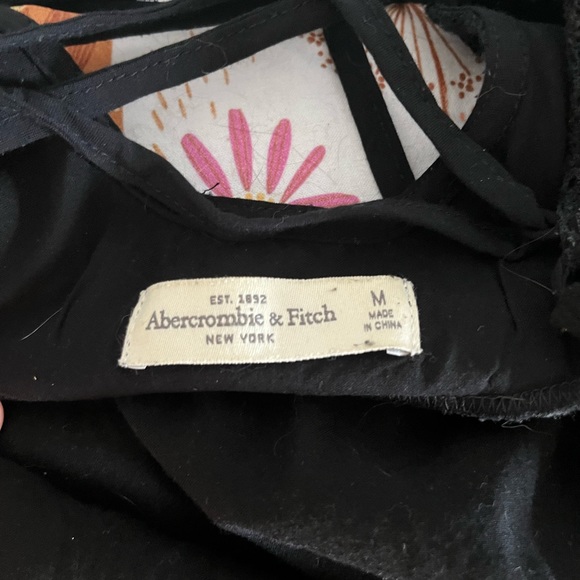 EST. 1892
Abercrombie & Fitch
NEW YORK
M
MADE
IN CHINA